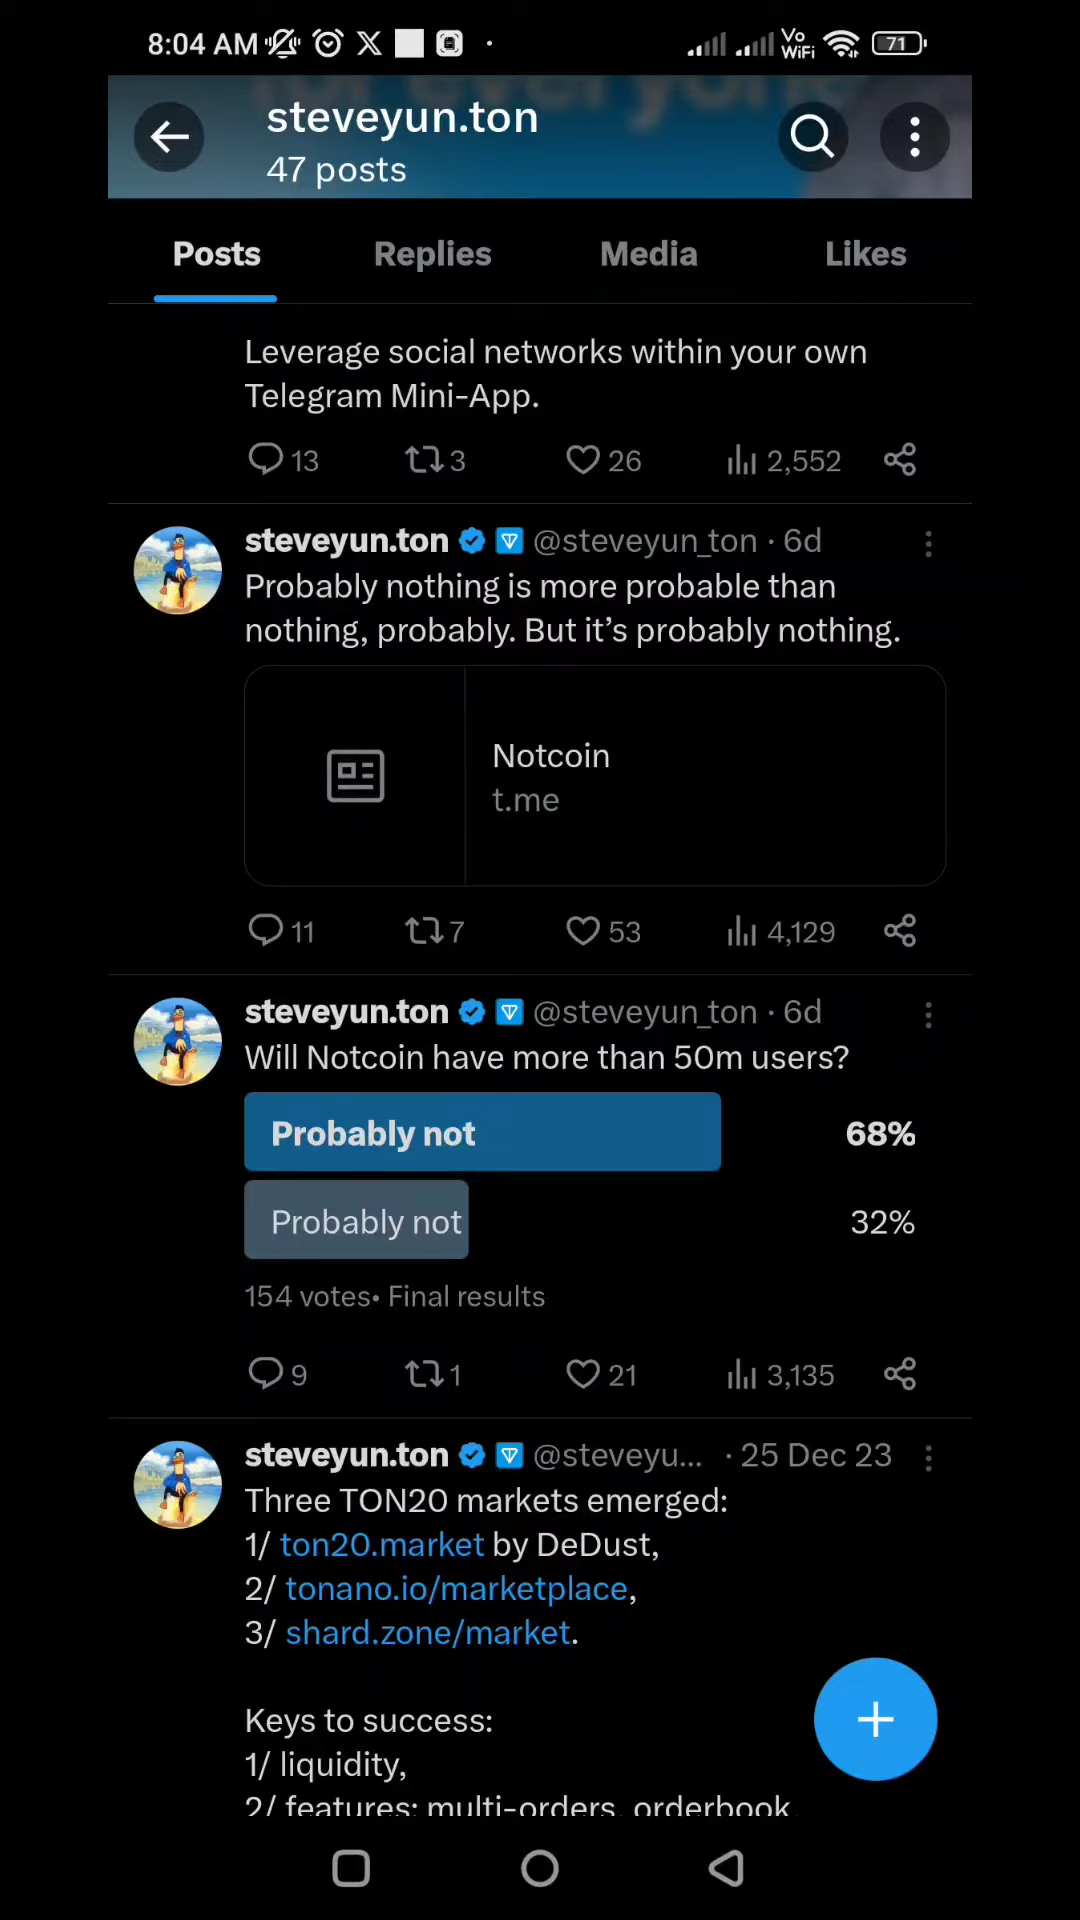 8:04 AM
Vo
WiFi
71
for everyone
steveyun.ton
47 posts
Posts
Replies
Media
Likes
Leverage social networks within your own
Telegram Mini-App.
13
3
26
2,552
steveyun.ton @steveyun_ton · 6d
Probably nothing is more probable than
nothing, probably. But it’s probably nothing.
Notcoin
t.me
11
7
53
4,129
steveyun.ton @steveyun_ton · 6d
Will Notcoin have more than 50m users?
Probably not 68%
Probably not 32%
154 votes• Final results
9
1
21
3,135
steveyun.ton @steveyu... · 25 Dec 23
Three TON20 markets emerged:
1/ ton20.market by DeDust,
2/ tonano.io/marketplace,
3/ shard.zone/market.
Keys to success:
1/ liquidity,
2/ features: multi-orders, orderbook,